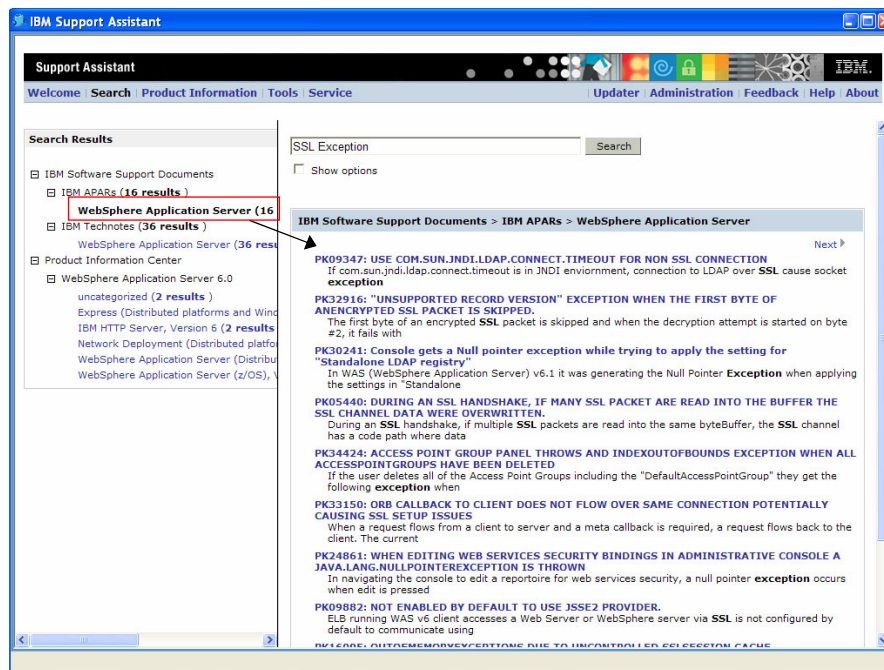 IBM Support Assistant
Support Assistant
IBM.
Welcome | Search | Product Information | Tools | Service
Updater | Administration | Feedback | Help | About
Search Results
IBM Software Support Documents
IBM APARs (16 results )
WebSphere Application Server (16
IBM Technotes (36 results )
WebSphere Application Server (36 resu
Product Information Center
WebSphere Application Server 6.0
uncategorized (2 results )
Express (Distributed platforms and Wind
IBM HTTP Server, Version 6 (2 results
Network Deployment (Distributed platfor
WebSphere Application Server (Distribut
WebSphere Application Server (z/OS), V
SSL Exception
Search
Show options
IBM Software Support Documents > IBM APARs > WebSphere Application Server
Next
PK09347: USE COM.SUN.JNDI.LDAP.CONNECT.TIMEOUT FOR NON SSL CONNECTION
If com.sun.jndi.ldap.connect.timeout is in JNDI enviornment, connection to LDAP over SSL cause socket
exception
PK32916: "UNSUPPORTED RECORD VERSION" EXCEPTION WHEN THE FIRST BYTE OF
ANENCRYPTED SSL PACKET IS SKIPPED.
The first byte of an encrypted SSL packet is skipped and when the decryption attempt is started on byte
#2, it fails with
PK30241: Console gets a Null pointer exception while trying to apply the setting for
"Standalone LDAP registry"
In WAS (WebSphere Application Server) v6.1 it was generating the Null Pointer Exception when applying
the settings in "Standalone
PK05440: DURING AN SSL HANDSHAKE, IF MANY SSL PACKET ARE READ INTO THE BUFFER THE
SSL CHANNEL DATA WERE OVERWRITTEN.
During an SSL handshake, if multiple SSL packets are read into the same byteBuffer, the SSL channel
has a code path where data
PK34424: ACCESS POINT GROUP PANEL THROWS AND INDEXOUTOFBOUNDS EXCEPTION WHEN ALL
ACCESSPOINTGROUPS HAVE BEEN DELETED
If the user deletes all of the Access Point Groups including the "DefaultAccessPointGroup" they get the
following exception when
PK33150: ORB CALLBACK TO CLIENT DOES NOT FLOW OVER SAME CONNECTION POTENTIALLY
CAUSING SSL SETUP ISSUES
When a request flows from a client to server and a meta callback is required, a request flows back to the
client. The current
PK24861: WHEN EDITING WEB SERVICES SECURITY BINDINGS IN ADMINISTRATIVE CONSOLE A
JAVA.LANG.NULLPOINTEREXCEPTION IS THROWN
In navigating the console to edit a reportoire for web services security, a null pointer exception occurs
when edit is pressed
PK09882: NOT ENABLED BY DEFAULT TO USE JSSE2 PROVIDER.
ELB running WAS v6 client accesses a Web Server or WebSphere server via SSL is not configured by
default to communicate using
PK16095: OUTOFMEMORYEXCEPTIONS DUE TO UNCONTROLLED SSLSESSION CACHE